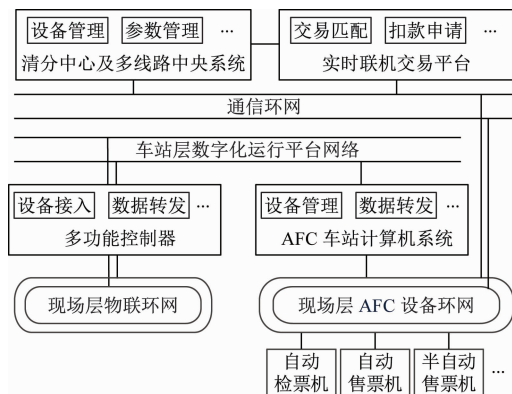 设备管理 参数管理 …
清分中心及多线路中央系统
交易匹配 扣款申请 …
实时联机交易平台
通信环网
车站层数字化运行平台网络
设备接入 数据转发 …
多功能控制器
设备管理 数据转发 …
AFC 车站计算机系统
现场层物联环网
现场层 AFC 设备环网
自动
检票机
自动
售票机
半自动
售票机
…